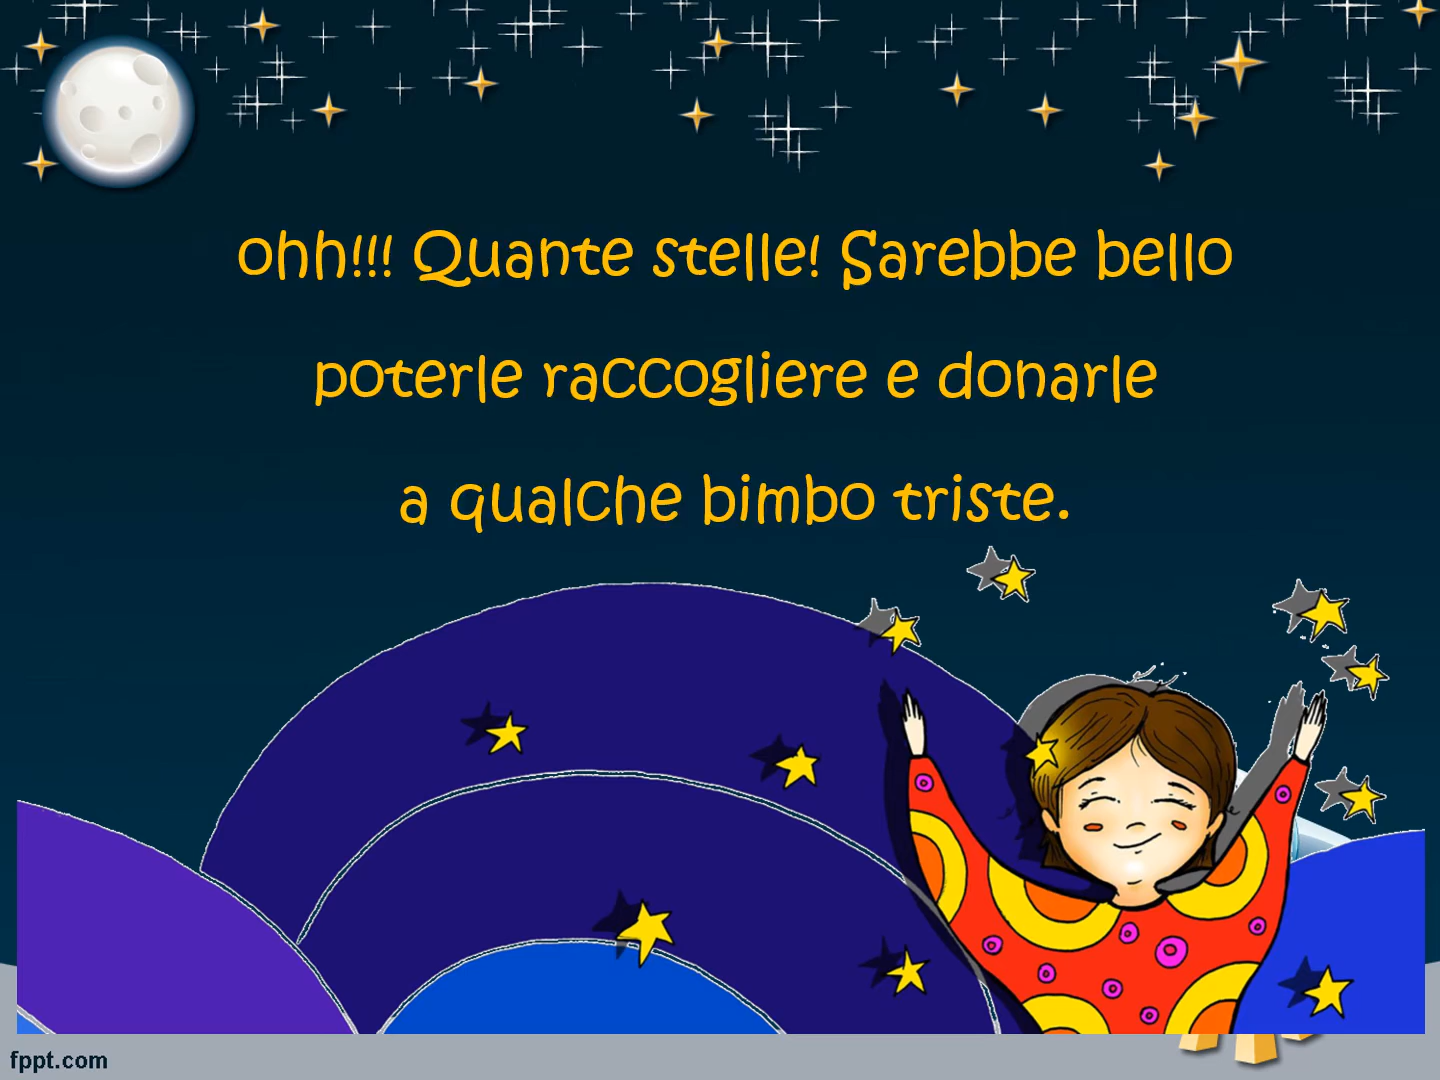 ohh!!! Quante stelle! Sarebbe bello
poterle raccogliere e donarle
a qualche bimbo triste.
fppt.com